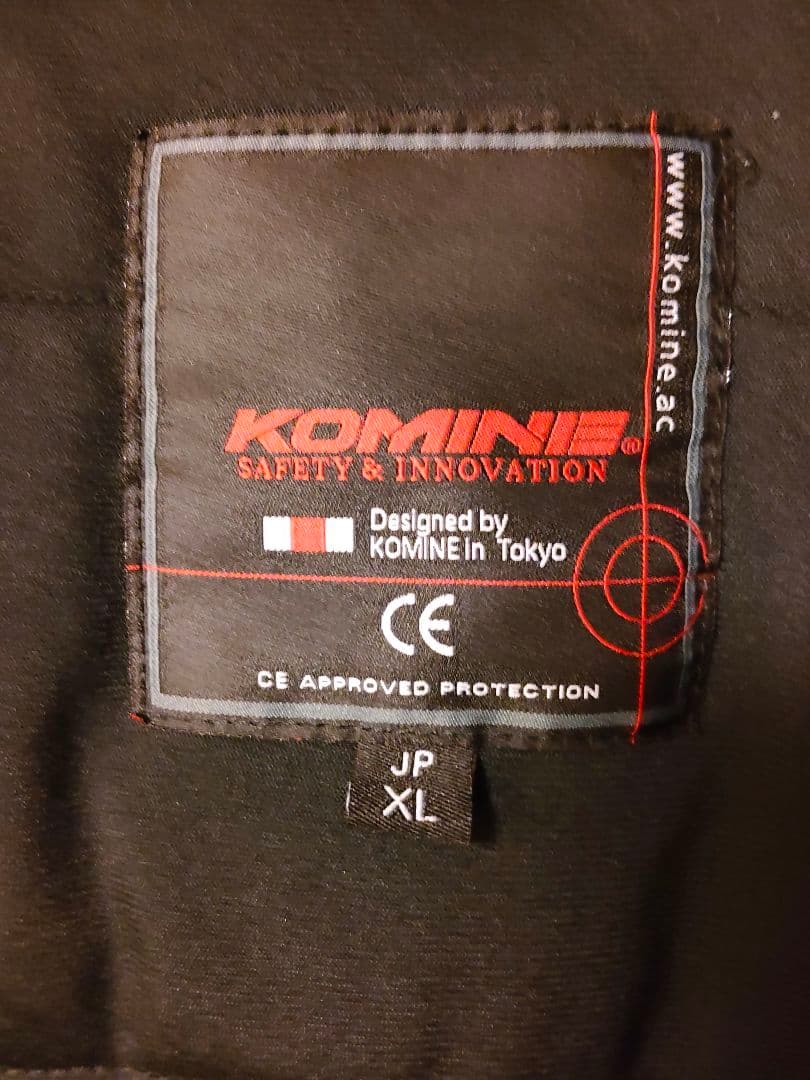 www.komine.ac
KOMINE®
SAFETY & INNOVATION
Designed by
KOMINE in Tokyo
CE
CE APPROVED PROTECTION
JP
XL